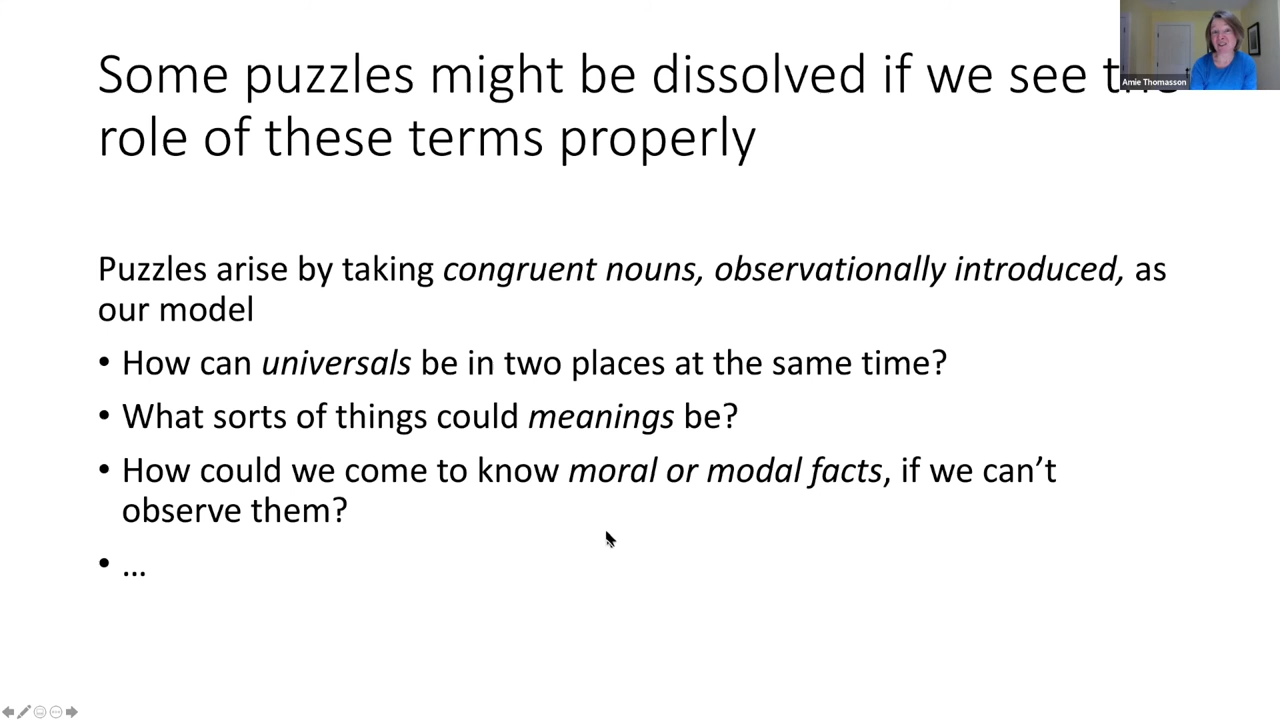 Some puzzles might be dissolved if we see
role of these terms properly
Amie Thomasson
Puzzles arise by taking congruent nouns, observationally introduced, as
our model
• How can universals be in two places at the same time?
• What sorts of things could meanings be?
• How could we come to know moral or modal facts, if we can’t
observe them?
• ...